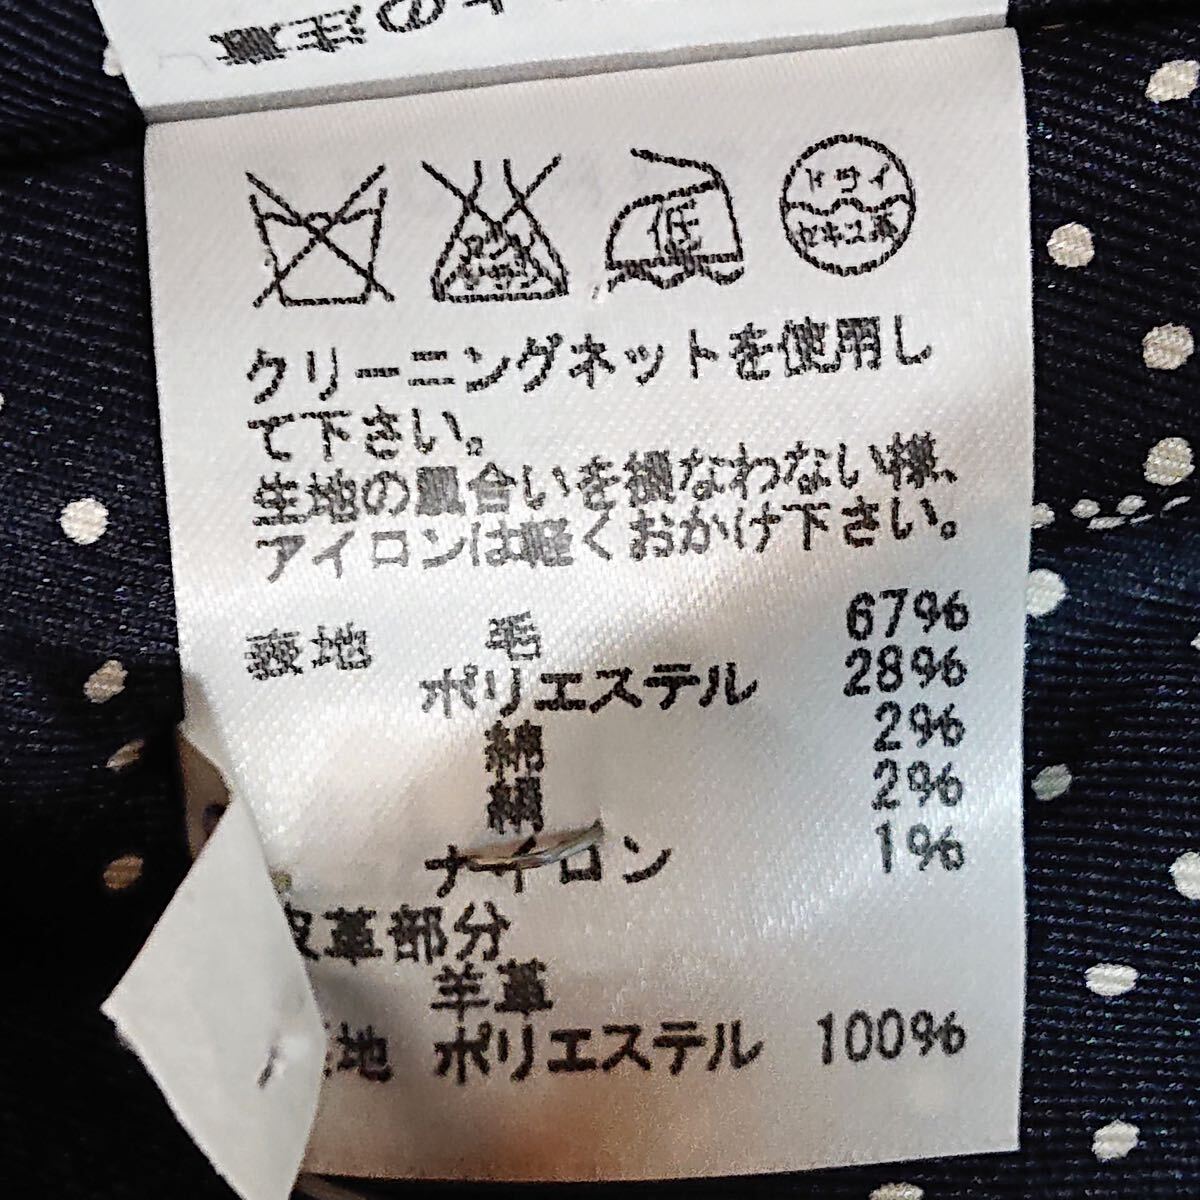 低
ドライ
セキユ系
クリーニングネットを使用し
て下さい。
生地の風合いを損なわない様、
アイロンは軽くおかけ下さい。
表地 毛 67%
ポリエステル 28%
綿 2%
絹 2%
ナイロン 1%
皮革部分
羊革
地 ポリエステル 100%